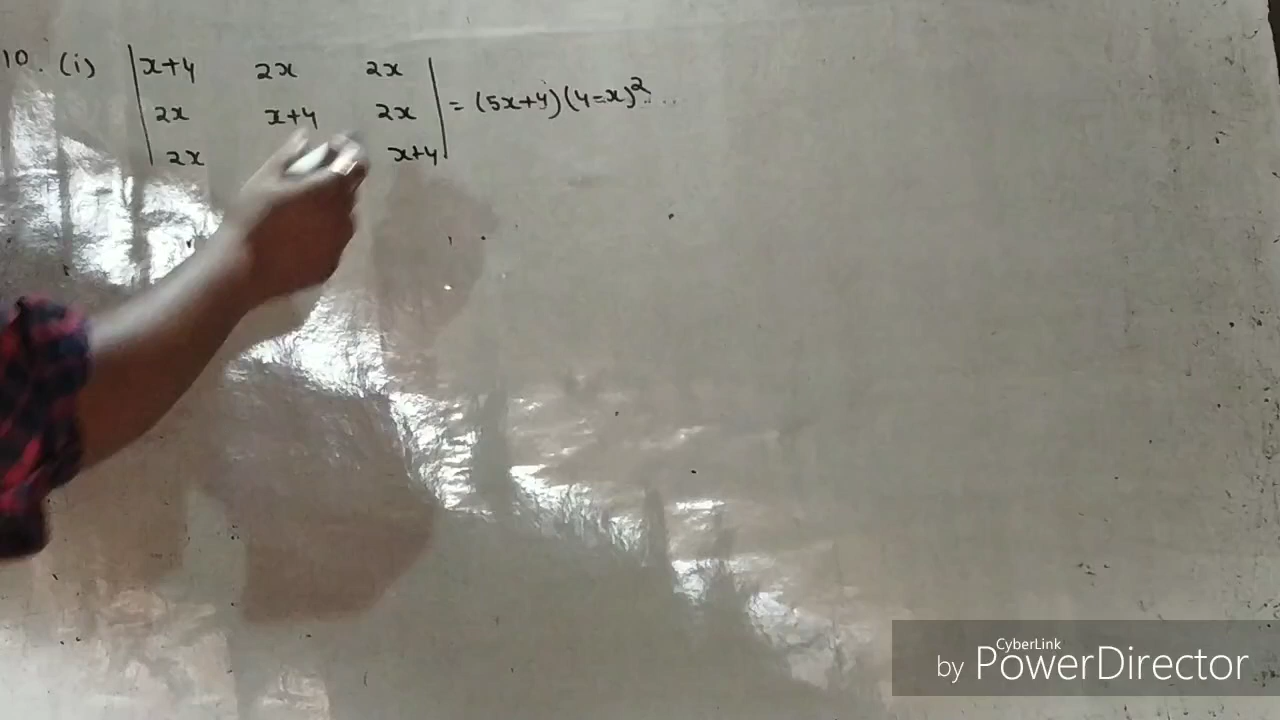 10. (i) | x+4 2x 2x | = (5x+4)(4-x)²
2x x+4 2x
2x x+4
CyberLink
by PowerDirector